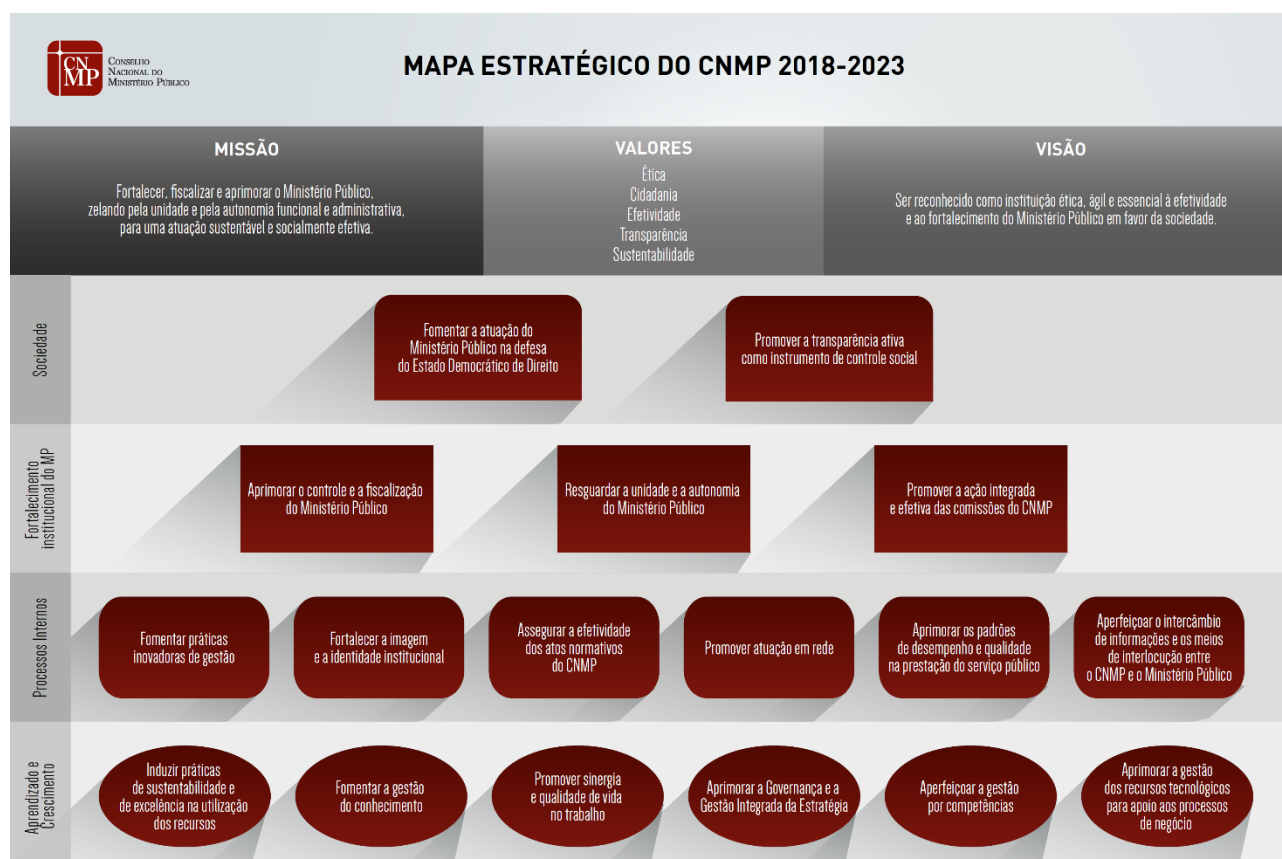 CN
MP
CONSELHO
NACIONAL DO
MINISTÉRIO PÚBLICO
MAPA ESTRATÉGICO DO CNMP 2018-2023
MISSÃO
Fortalecer, fiscalizar e aprimorar o Ministério Público,
zelando pela unidade e pela autonomia funcional e administrativa,
para uma atuação sustentável e socialmente efetiva.
VALORES
Ética
Cidadania
Efetividade
Transparência
Sustentabilidade
VISÃO
Ser reconhecido como instituição ética, ágil e essencial à efetividade
e ao fortalecimento do Ministério Público em favor da sociedade.
Sociedade
Fomentar a atuação do
Ministério Público na defesa
do Estado Democrático de Direito
Promover a transparência ativa
como instrumento de controle social
Fortalecimento
institucional do MP
Aprimorar o controle e a fiscalização
do Ministério Público
Resguardar a unidade e a autonomia
do Ministério Público
Promover a ação integrada
e efetiva das comissões do CNMP
Processos Internos
Fomentar práticas
inovadoras de gestão
Fortalecer a imagem
e a identidade institucional
Assegurar a efetividade
dos atos normativos
do CNMP
Promover atuação em rede
Aprimorar os padrões
de desempenho e qualidade
na prestação do serviço público
Aperfeiçoar o intercâmbio
de informações e os meios
de interlocução entre
o CNMP e o Ministério Público
Aprendizado e
Crescimento
Induzir práticas
de sustentabilidade e
de excelência na utilização
dos recursos
Fomentar a gestão
do conhecimento
Promover sinergia
e qualidade de vida
no trabalho
Aprimorar a Governança e a
Gestão Integrada da Estratégia
Aperfeiçoar a gestão
por competências
Aprimorar a gestão
dos recursos tecnológicos
para apoio aos processos
de negócio